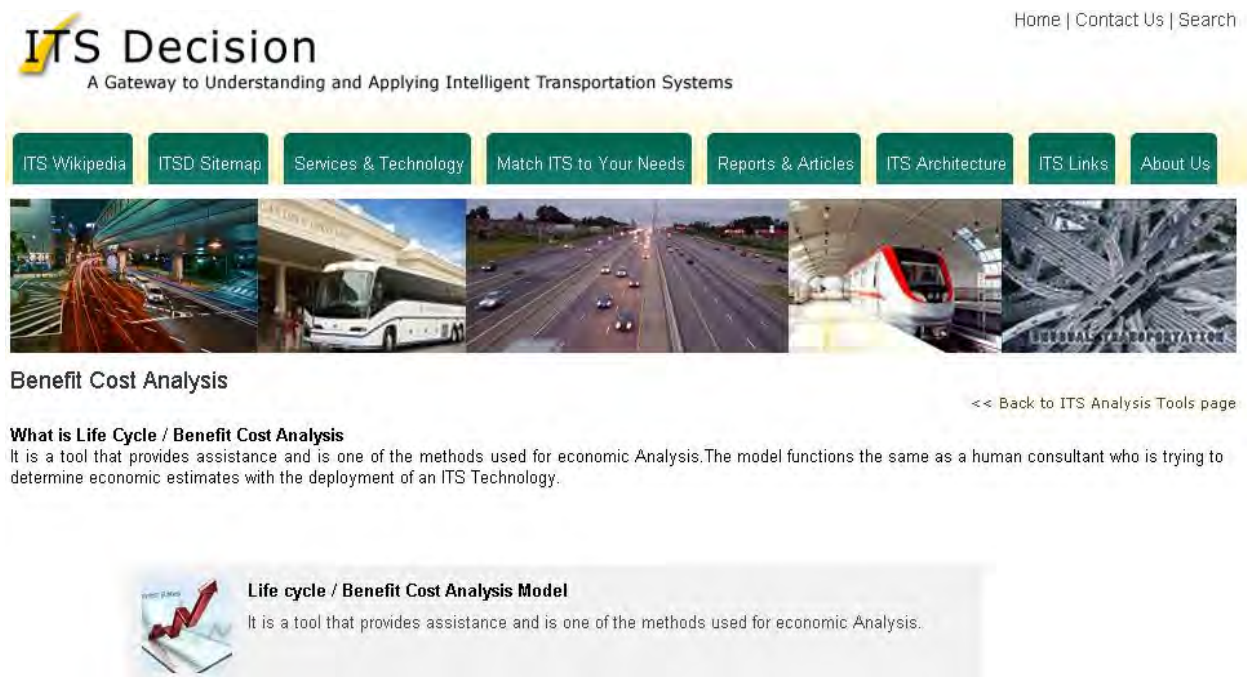 Home | Contact Us | Search
ITS Decision
A Gateway to Understanding and Applying Intelligent Transportation Systems
ITS Wikipedia
ITSD Sitemap
Services & Technology
Match ITS to Your Needs
Reports & Articles
ITS Architecture
ITS Links
About Us
Benefit Cost Analysis
<< Back to ITS Analysis Tools page
What is Life Cycle / Benefit Cost Analysis
It is a tool that provides assistance and is one of the methods used for economic Analysis.The model functions the same as a human consultant who is trying to
determine economic estimates with the deployment of an ITS Technology.
Life cycle / Benefit Cost Analysis Model
It is a tool that provides assistance and is one of the methods used for economic Analysis.